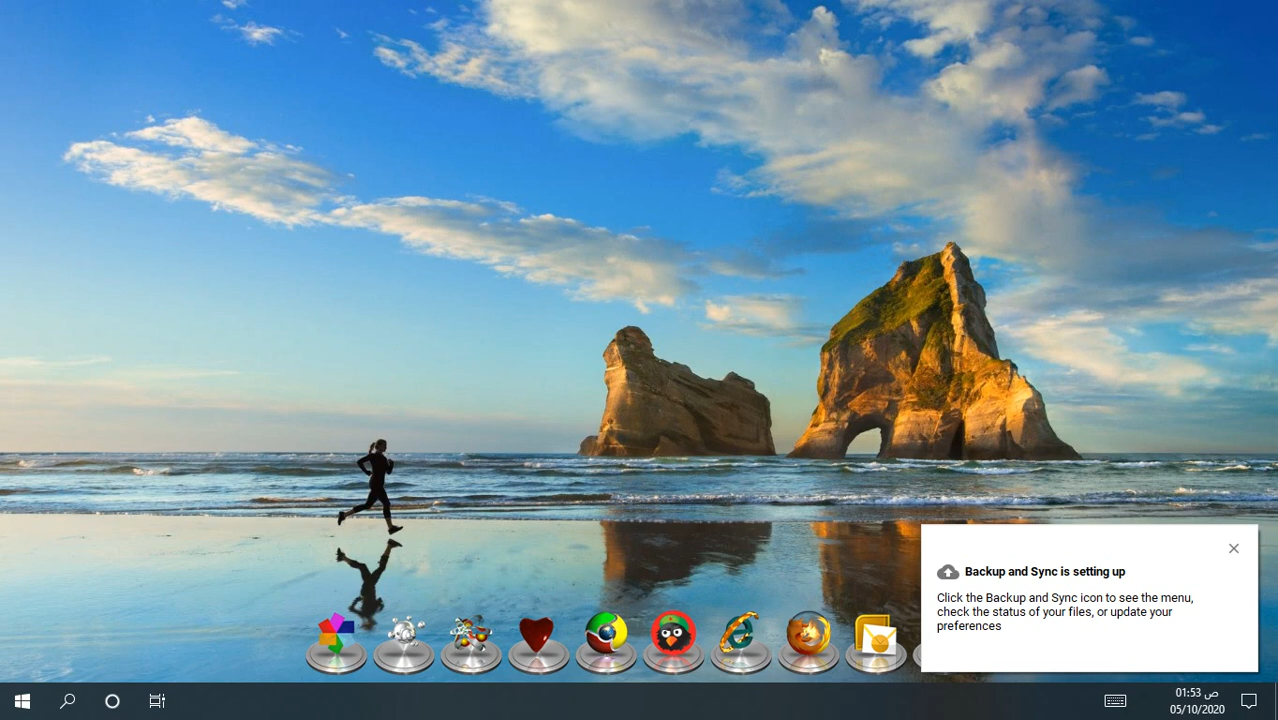 Backup and Sync is setting up
Click the Backup and Sync icon to see the menu,
check the status of your files, or update your
preferences
01:53 ص
05/10/2020